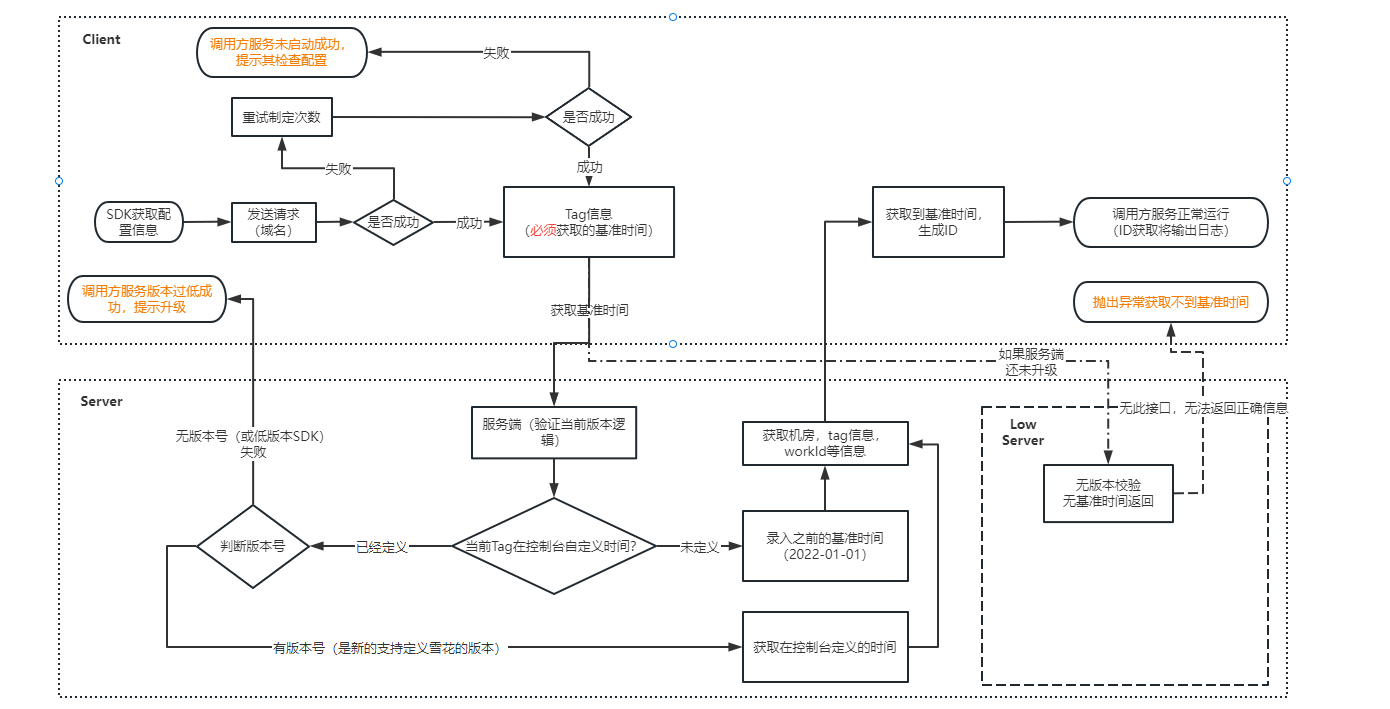 Client
调用方服务未启动成功,
提示其检查配置
失败
重试制定次数
是否成功
失败
成功
SDK获取配
置信息
发送请求
（域名）
是否成功
成功
Tag信息
（必须获取的基准时间）
获取到基准时间,
生成ID
调用方服务正常运行
（ID获取将输出日志）
调用方服务版本过低成
功，提示升级
获取基准时间
抛出异常获取不到基准时间
如果服务端
还未升级
Server
服务端（验证当前版本逻
辑）
无版本号（或低版本SDK）
失败
获取机房，tag信息,
workId等信息
无此接口，无法返回正确信息
Low
Server
无版本校验
无基准时间返回
判断版本号
已经定义
当前Tag在控制台自定义时间?
未定义
录入之前的基准时间
（2022-01-01）
有版本号（是新的支持定义雪花的版本）
获取在控制台定义的时间